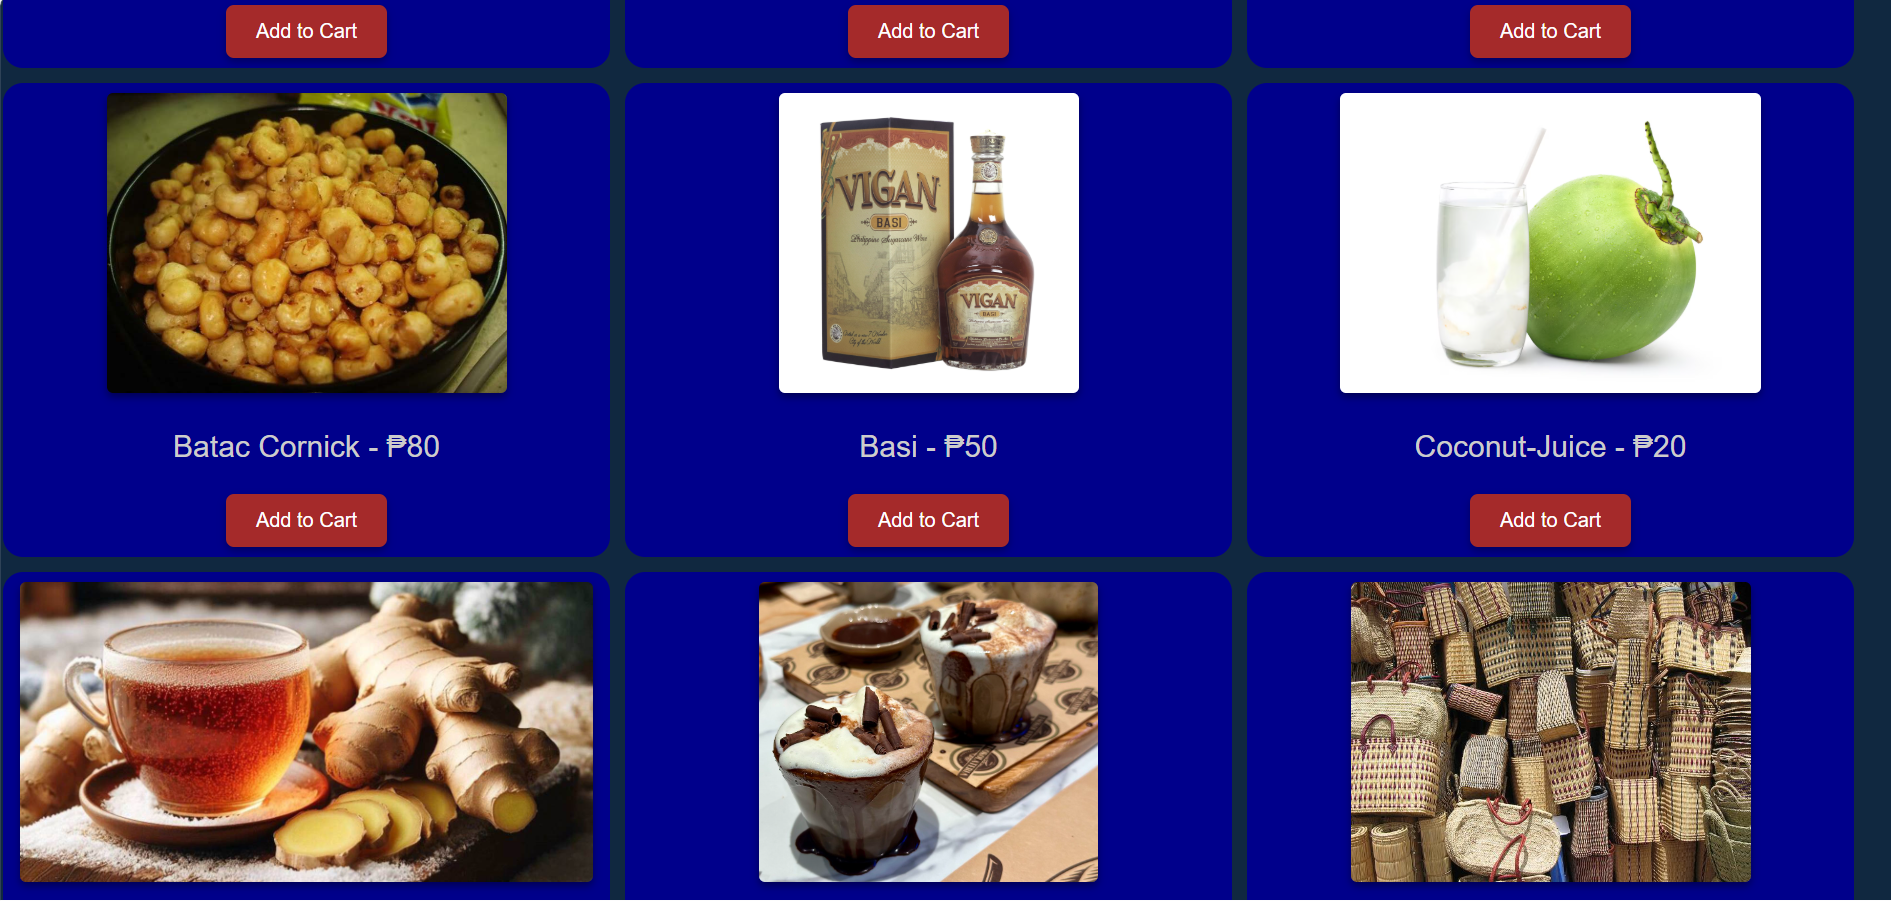 Add to Cart
Add to Cart
Add to Cart
VIGAN
BASI
Philippine Sugarcane Wine
VIGAN
BASI
Batac Cornick - ₱80
Basi - ₱50
Coconut-Juice - ₱20
Add to Cart
Add to Cart
Add to Cart